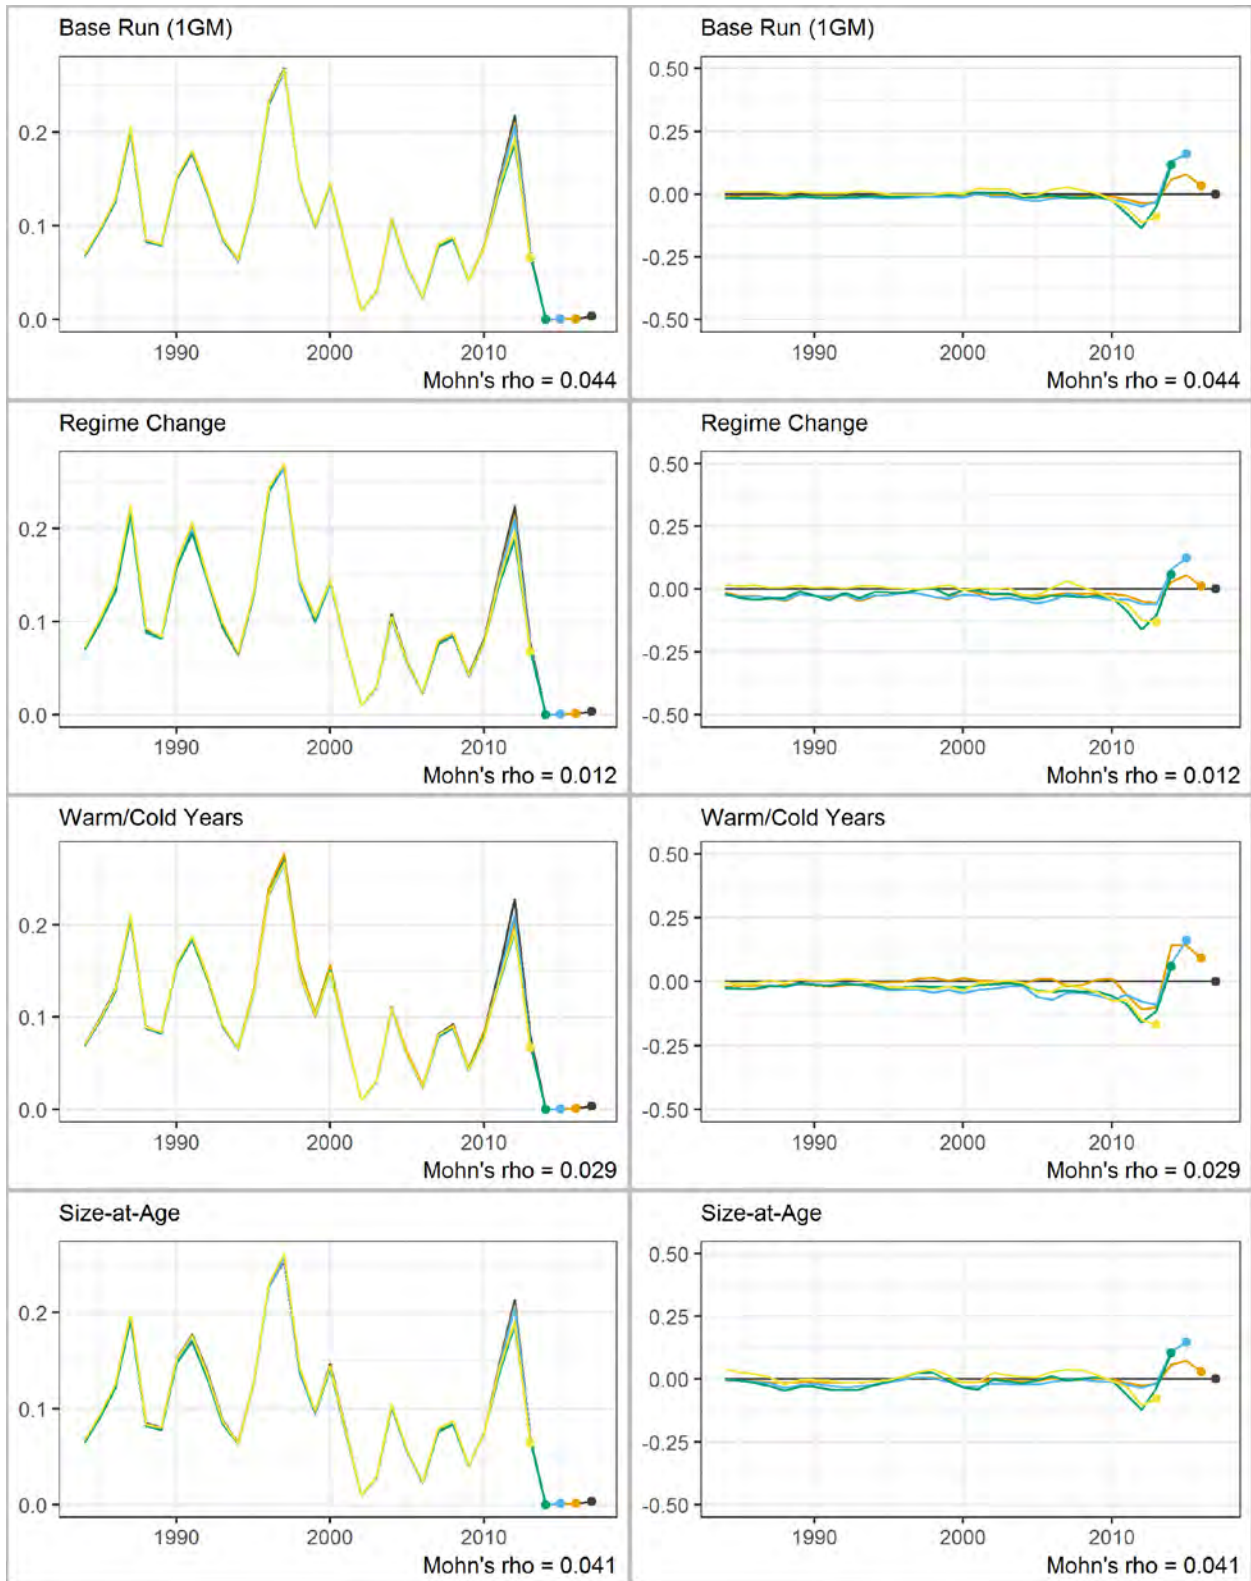 Base Run (1GM)
0.2
0.1
0.0
1990 2000 2010
Mohn's rho = 0.044
Base Run (1GM)
0.50
0.25
0.00
-0.25
-0.50
1990 2000 2010
Mohn's rho = 0.044
Regime Change
0.2
0.1
0.0
1990 2000 2010
Mohn's rho = 0.012
Regime Change
0.50
0.25
0.00
-0.25
-0.50
1990 2000 2010
Mohn's rho = 0.012
Warm/Cold Years
0.2
0.1
0.0
1990 2000 2010
Mohn's rho = 0.029
Warm/Cold Years
0.50
0.25
0.00
-0.25
-0.50
1990 2000 2010
Mohn's rho = 0.029
Size-at-Age
0.2
0.1
0.0
1990 2000 2010
Mohn's rho = 0.041
Size-at-Age
0.50
0.25
0.00
-0.25
-0.50
1990 2000 2010
Mohn's rho = 0.041